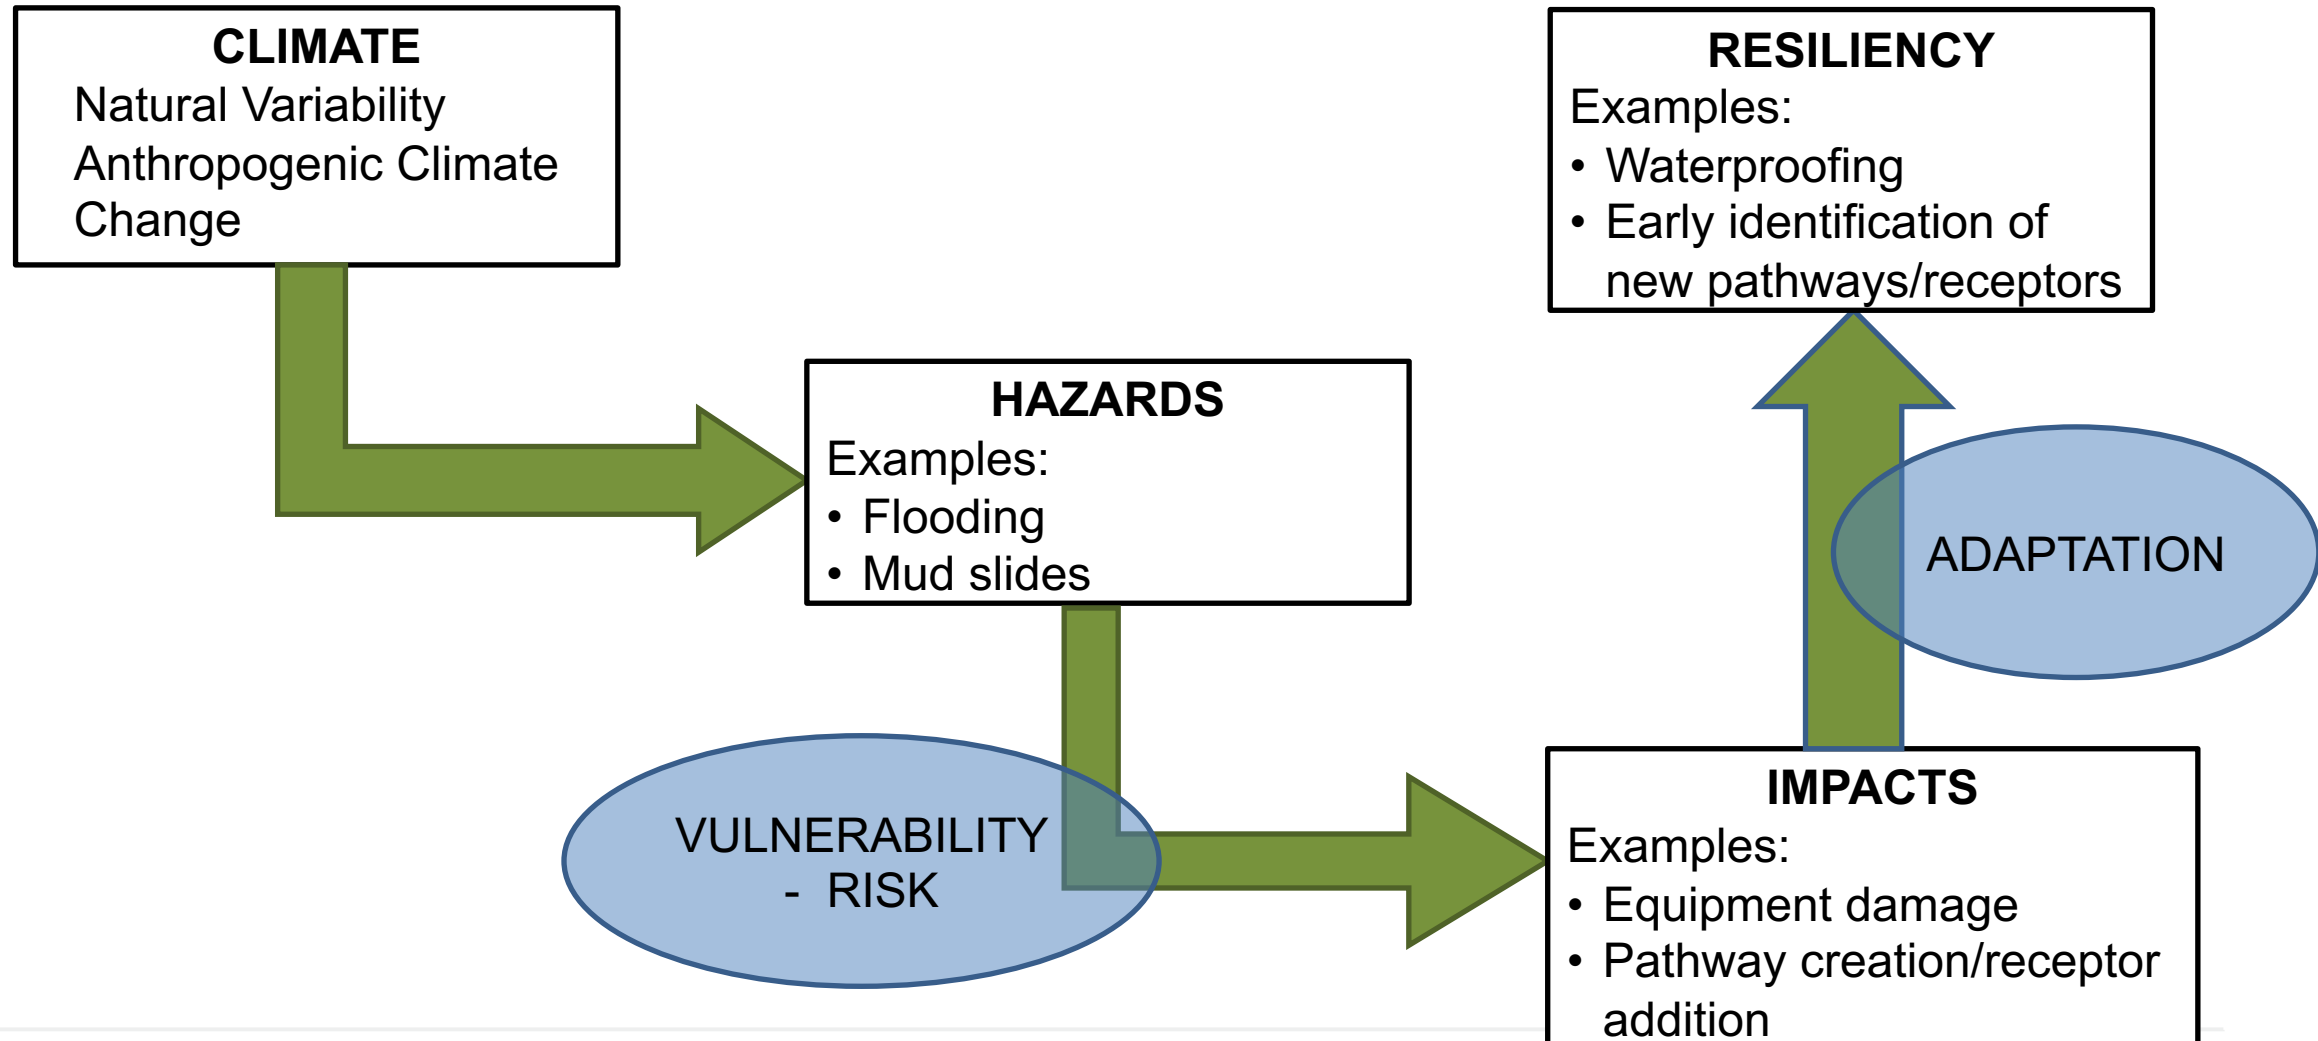 CLIMATE
Natural Variability
Anthropogenic Climate
Change
RESILIENCY
Examples:
• Waterproofing
• Early identification of
new pathways/receptors
HAZARDS
Examples:
• Flooding
• Mud slides
ADAPTATION
VULNERABILITY
- RISK
IMPACTS
Examples:
• Equipment damage
• Pathway creation/receptor
addition